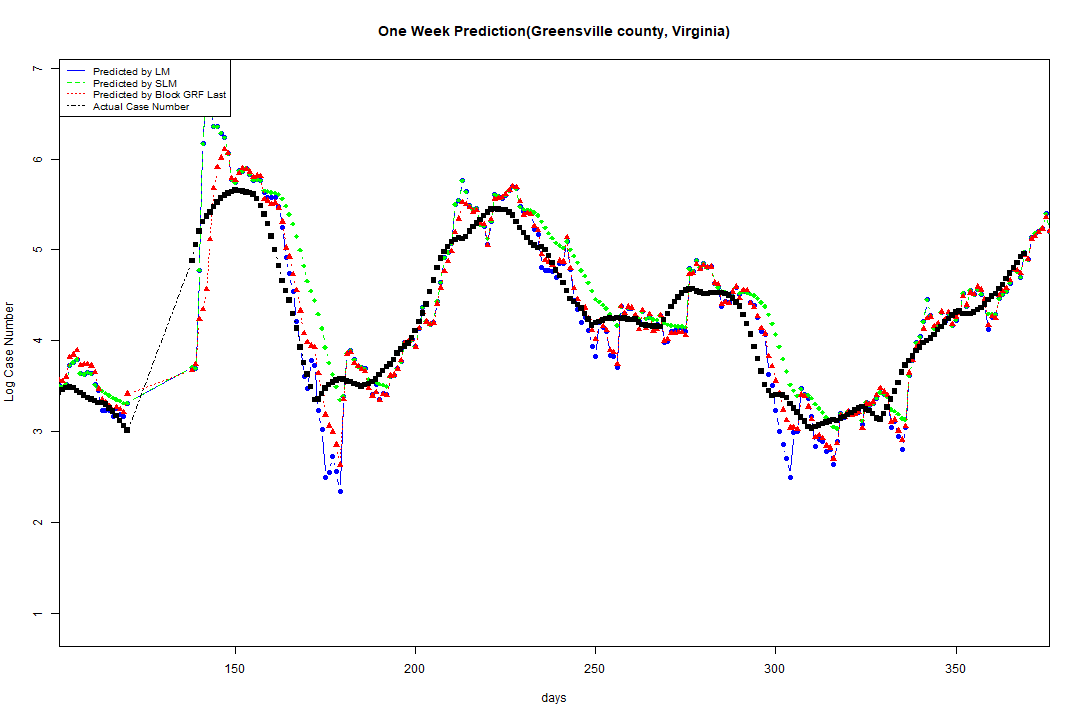 One Week Prediction(Greensville county, Virginia)
Predicted by LM
Predicted by SLM
Predicted by Block GRF Last
Actual Case Number
7
6
5
4
3
2
1
Log Case Number
150 200 250 300 350
days